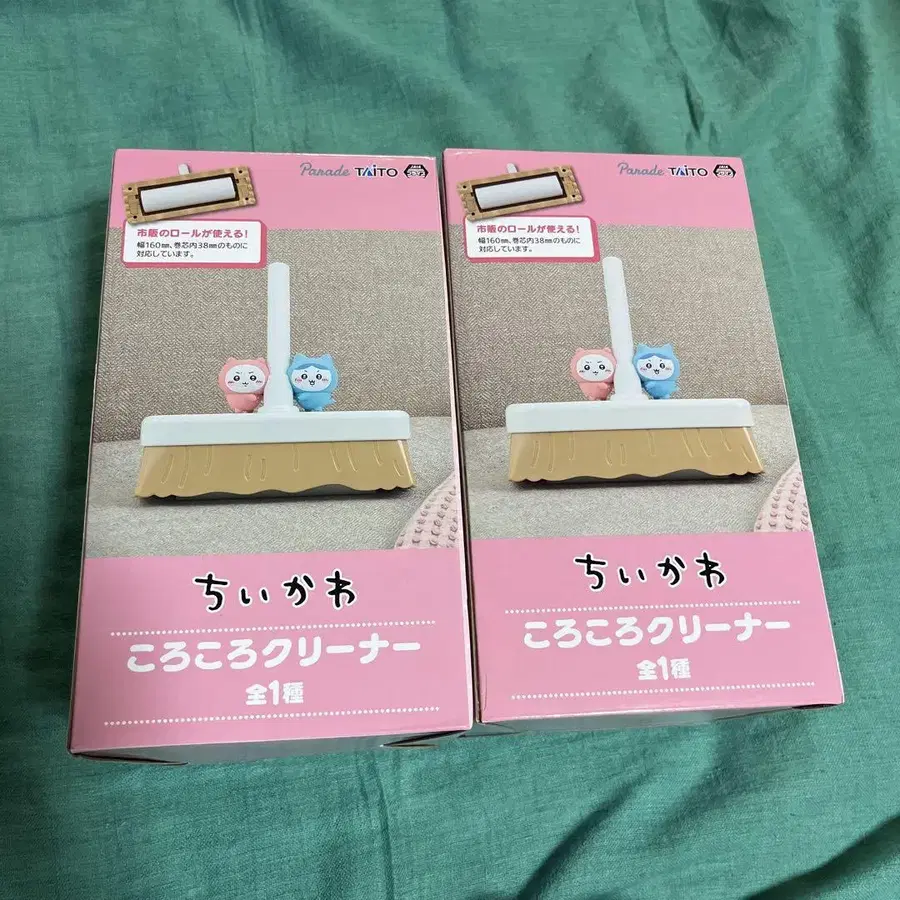 Parade TAITO
市販のロールが使える!
幅160mm、巻芯内38mmのものに
対応しています。
ちいかわ
ころころクリーナー
全1種
Parade TAITO
市販のロールが使える!
幅160mm、巻芯内38mmのものに
対応しています。
ちいかわ
ころころクリーナー
全1種